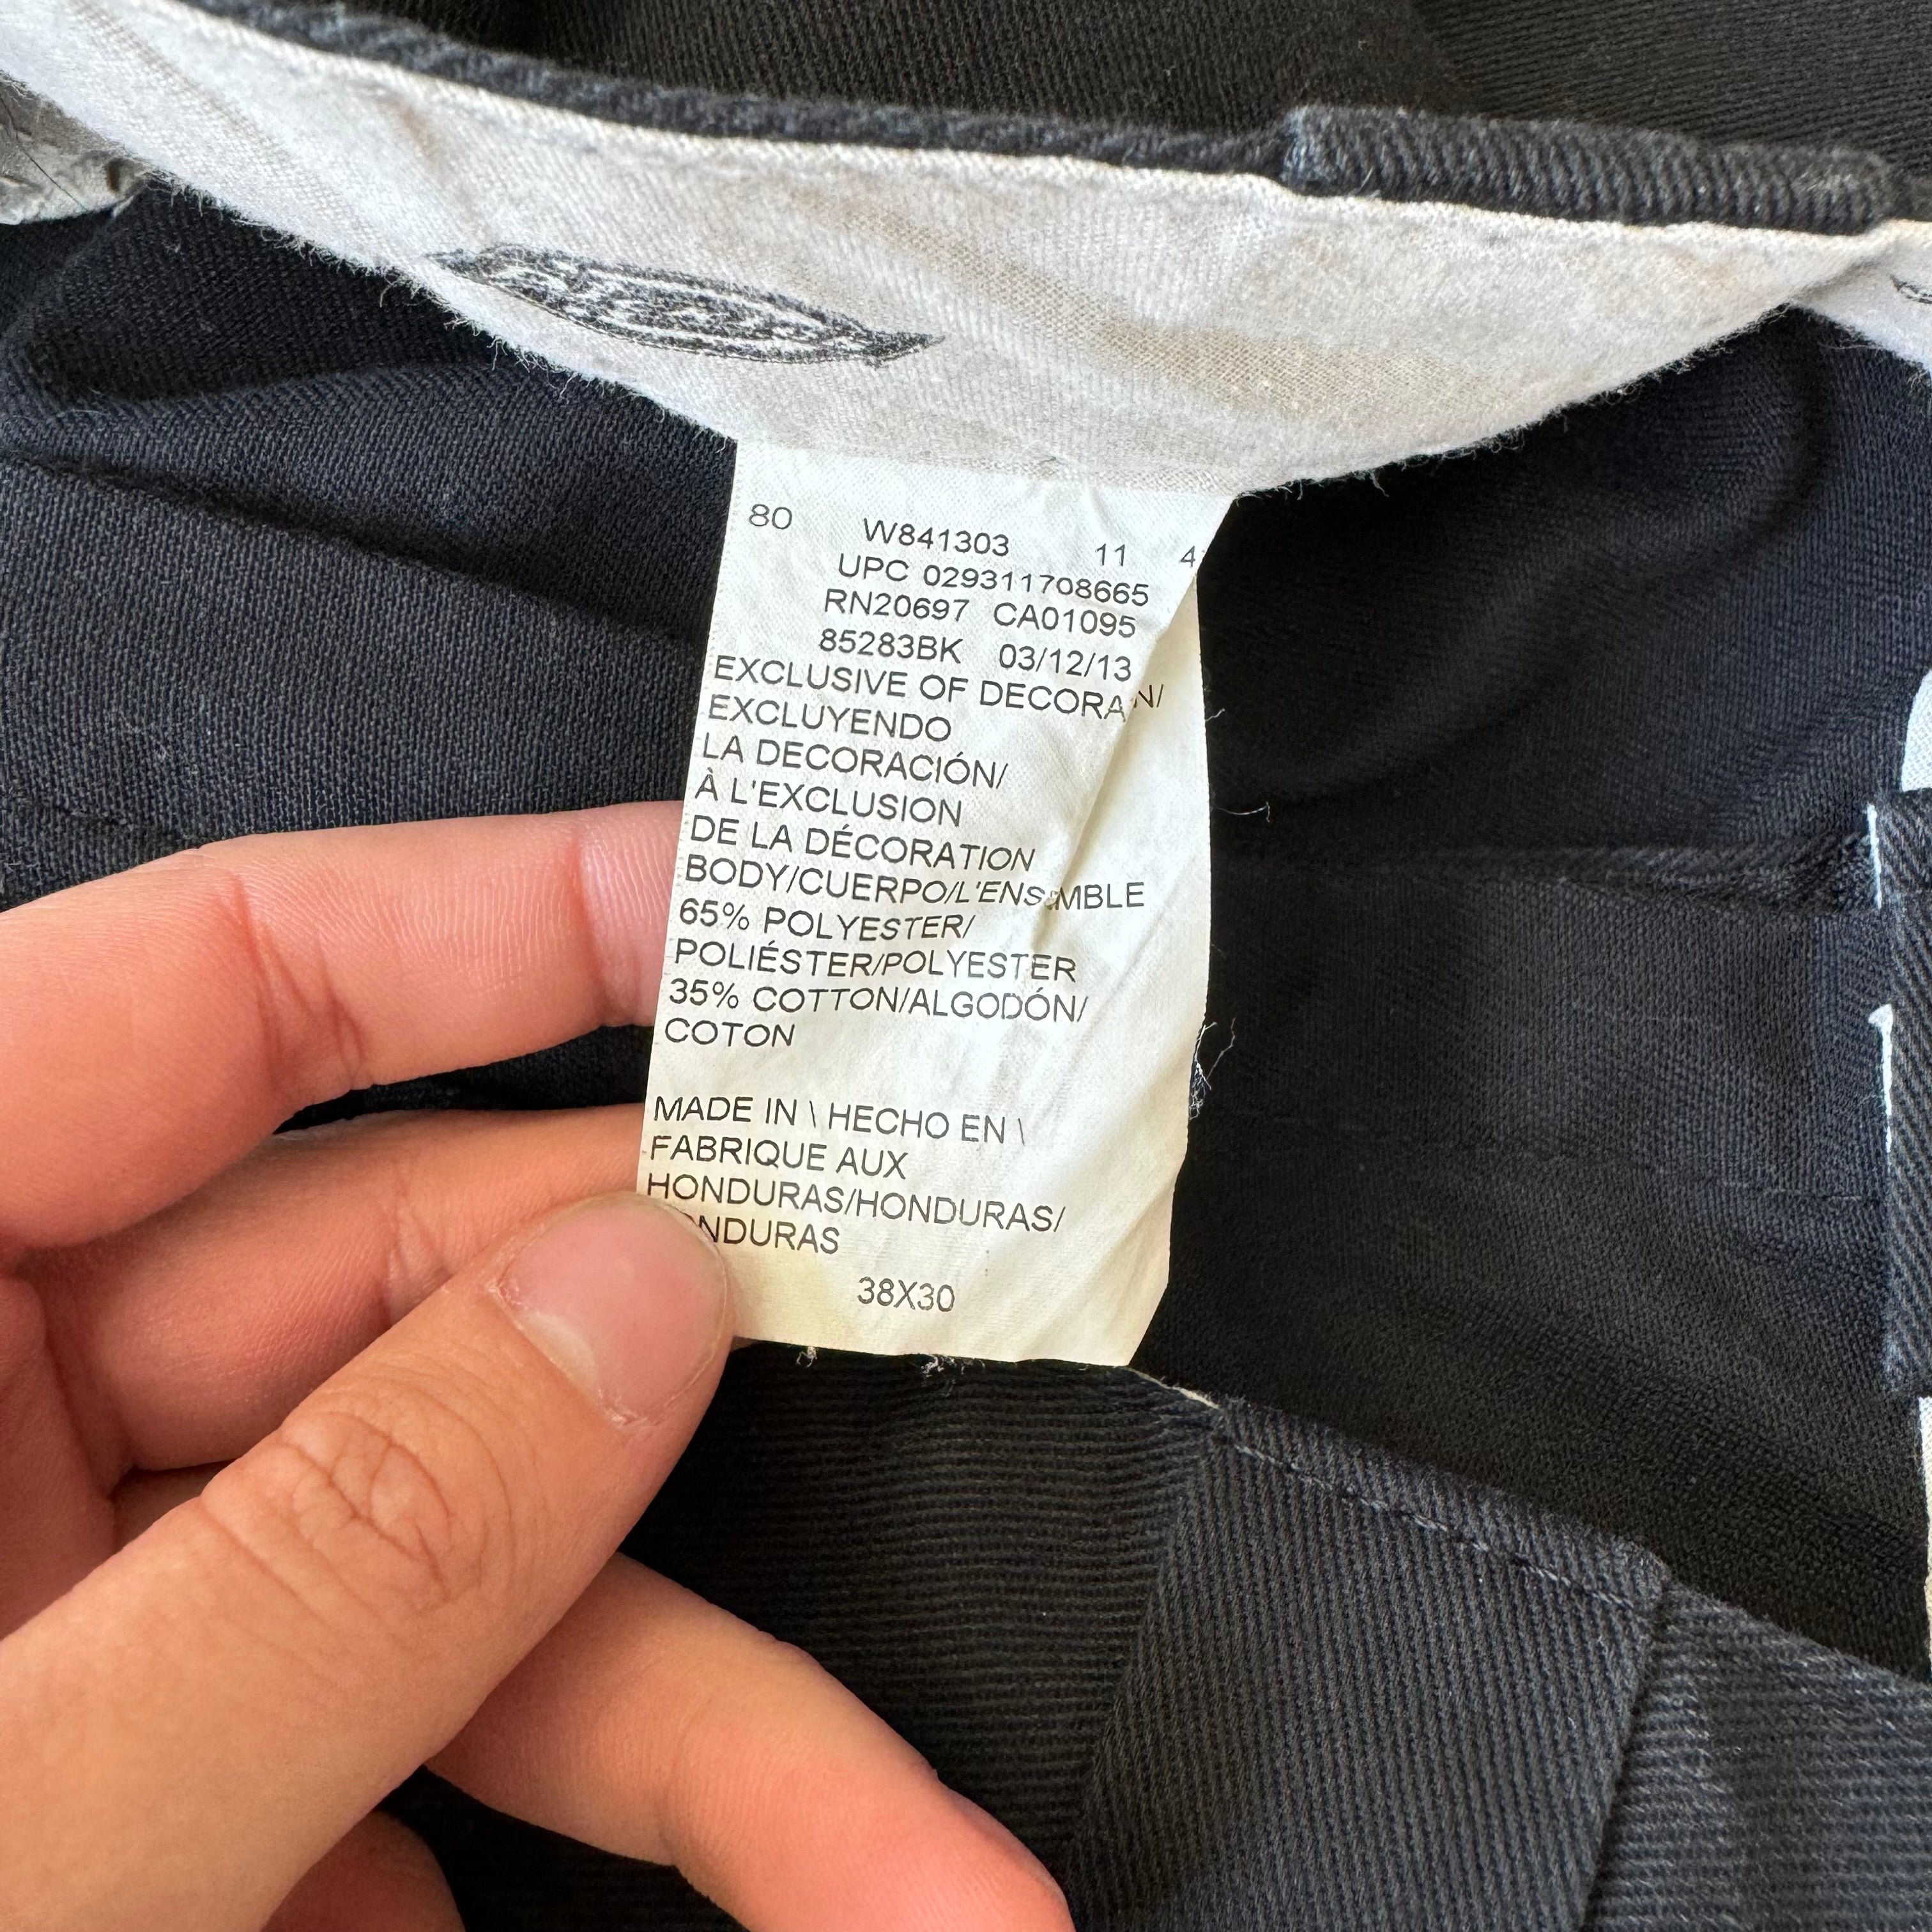 80 W841303 11 4
UPC 029311708665
RN20697 CA01095
85283BK 03/12/13
EXCLUSIVE OF
EXCLUYENDO
LA DECORACIÓN/
À L'EXCLUSION
DE LA DÉCORATION
BODY/CUERPO/L'ENSEMBLE
65% POLYESTER/
POLIÉSTER/POLYESTER
35% COTTON/ALGODÓN/
COTON
MADE IN \ HECHO EN \
FABRIQUE AUX
HONDURAS/HONDURAS/
HONDURAS
38X30